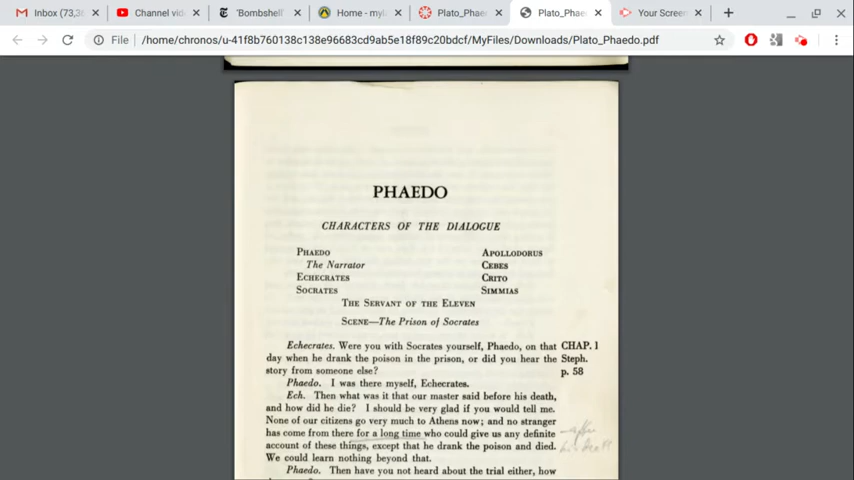 Inbox (73,3
Channel vid
'Bombshell'
Home - myla
Plato_Phaed
Plato_Phae
Your Screen
File
/home/chronos/u-41f8b760138c138e96683cd9ab5e18f89c20bdcf/MyFiles/Downloads/Plato_Phaedo.pdf
PHAEDO
CHARACTERS OF THE DIALOGUE
PHAEDO APOLLODORUS
The Narrator CEBES
ECHECRATES CRITO
SOCRATES SIMMIAS
THE SERVANT OF THE ELEVEN
SCENE—The Prison of Socrates
Echecrates. Were you with Socrates yourself, Phaedo, on that CHAP. I
day when he drank the poison in the prison, or did you hear the Steph.
story from someone else? p. 58
Phaedo. I was there myself, Echecrates.
Ech. Then what was it that our master said before his death,
and how did he die? I should be very glad if you would tell me.
None of our citizens go very much to Athens now; and no stranger
has come from there for a long time who could give us any definite
account of these things, except that he drank the poison and died.
his death
We could learn nothing beyond that.
Phaedo. Then have you not heard about the trial either, how